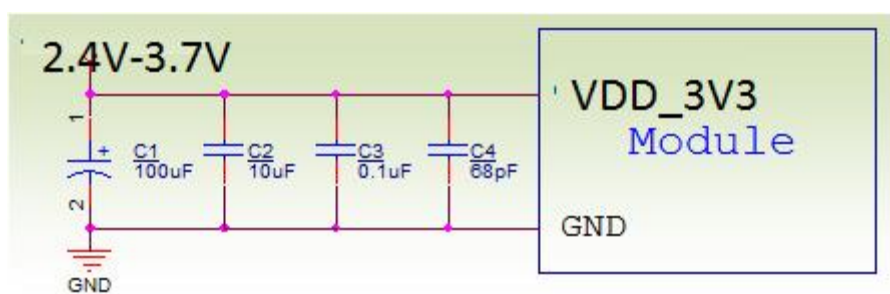 2.4V-3.7V
VDD_3V3
Module
1
+
C1
100uF
C2
10uF
C3
0.1uF
C4
68pF
2
GND
GND